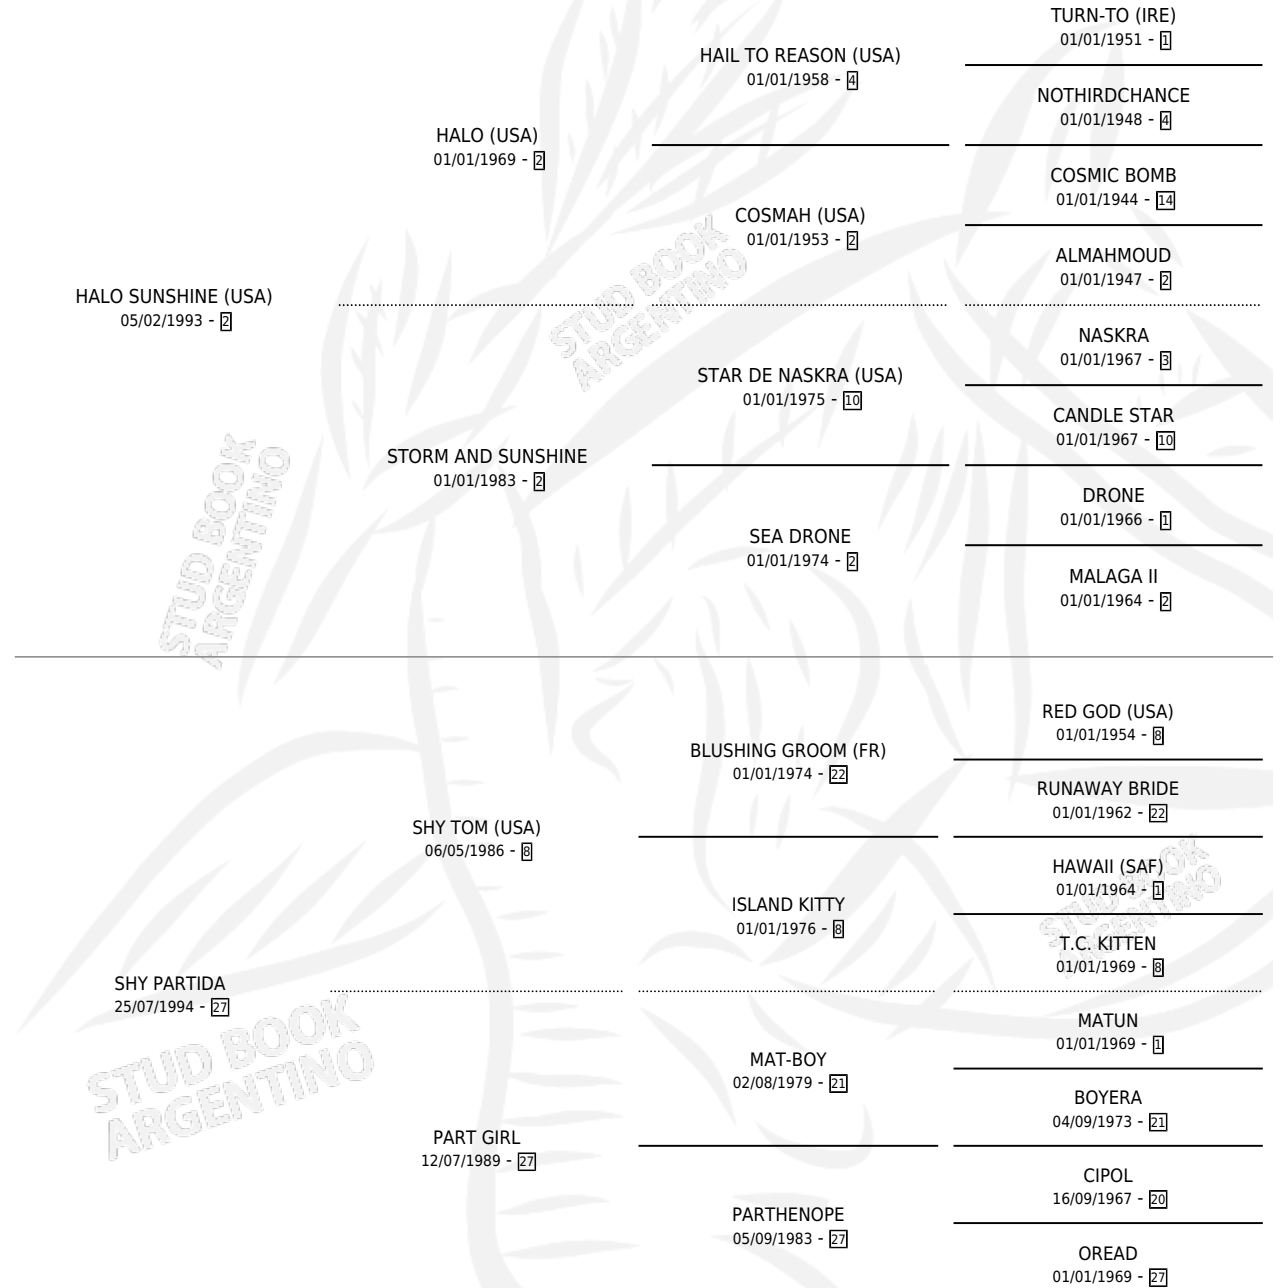 TURN-TO (IRE)
01/01/1951 - 1
HAIL TO REASON (USA)
01/01/1958 - 4
NOTHIRDCHANCE
01/01/1948 - 4
HALO (USA)
01/01/1969 - 2
COSMIC BOMB
01/01/1944 - 14
COSMAH (USA)
01/01/1953 - 2
ALMAHMOUD
01/01/1947 - 2
HALO SUNSHINE (USA)
05/02/1993 - 2
STUD BOOK
ARGENTINO
NASKRA
01/01/1967 - 3
STAR DE NASKRA (USA)
01/01/1975 - 10
CANDLE STAR
01/01/1967 - 10
STORM AND SUNSHINE
01/01/1983 - 2
STUD BOOK
ARGENTINO
DRONE
01/01/1966 - 1
SEA DRONE
01/01/1974 - 2
MALAGA II
01/01/1964 - 2
RED GOD (USA)
01/01/1954 - 8
BLUSHING GROOM (FR)
01/01/1974 - 22
RUNAWAY BRIDE
01/01/1962 - 22
SHY TOM (USA)
06/05/1986 - 8
HAWAII (SAF)
01/01/1964 - 1
ISLAND KITTY
01/01/1976 - 8
STUD BOOK
ARGENTINO
T.C. KITTEN
01/01/1969 - 8
SHY PARTIDA
25/07/1994 - 27
STUD BOOK
ARGENTINO
MATUN
01/01/1969 - 1
MAT-BOY
02/08/1979 - 21
BOYERA
04/09/1973 - 21
PART GIRL
12/07/1989 - 27
CIPOL
16/09/1967 - 20
PARTHENOPE
05/09/1983 - 27
OREAD
01/01/1969 - 27